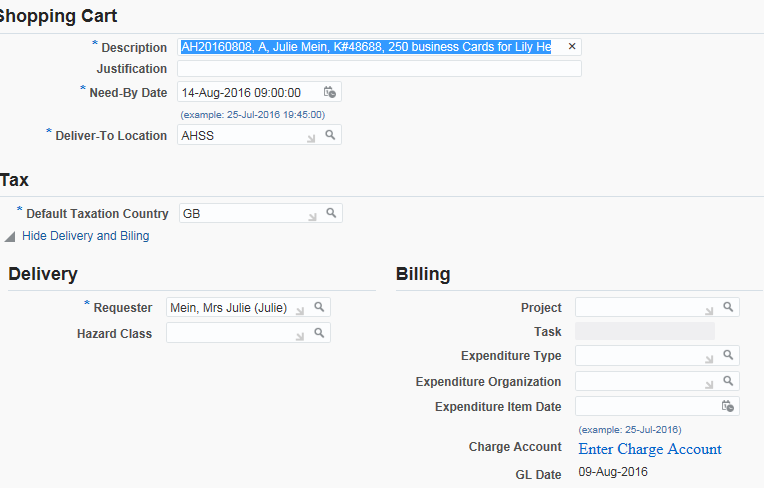 Shopping Cart
* Description AH20160808, A, Julie Mein, K#48688, 250 business Cards for Lily He
Justification
* Need-By Date 14-Aug-2016 09:00:00
(example: 25-Jul-2016 19:45:00)
* Deliver-To Location AHSS
Tax
* Default Taxation Country GB
Hide Delivery and Biling
Delivery
* Requester Mein, Mrs Julie (Julie)
Hazard Class
Billing
Project
Task
Expenditure Type
Expenditure Organization
Expenditure Item Date
(example: 25-Jul-2016)
Charge Account Enter Charge Account
GL Date 09-Aug-2016